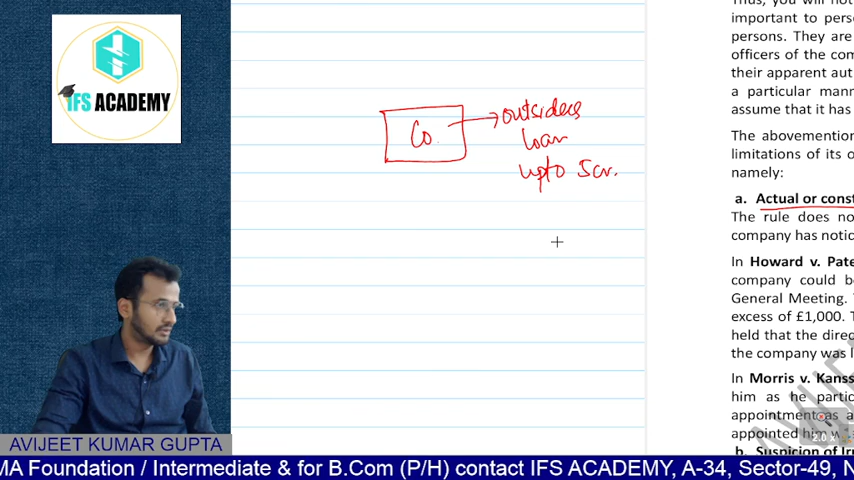 IFS ACADEMY
Co.
outsiders
loan
upto 5cr.
Thus, you will not
important to pers
persons. They are
officers of the com
their apparent aut
a particular mann
assume that it has
The abovemention
limitations of its o
namely:
a. Actual or const
The rule does no
company has notic
In Howard v. Pate
company could be
General Meeting.
excess of £1,000.
held that the direc
the company was l
In Morris v. Kanss
him as he partic
appointment as a
appointed him
b. Suspicion of Irr
2.0 x
AVIJEET KUMAR GUPTA
MA Foundation / Intermediate & for B.Com (P/H) contact IFS ACADEMY, A-34, Sector-49, N